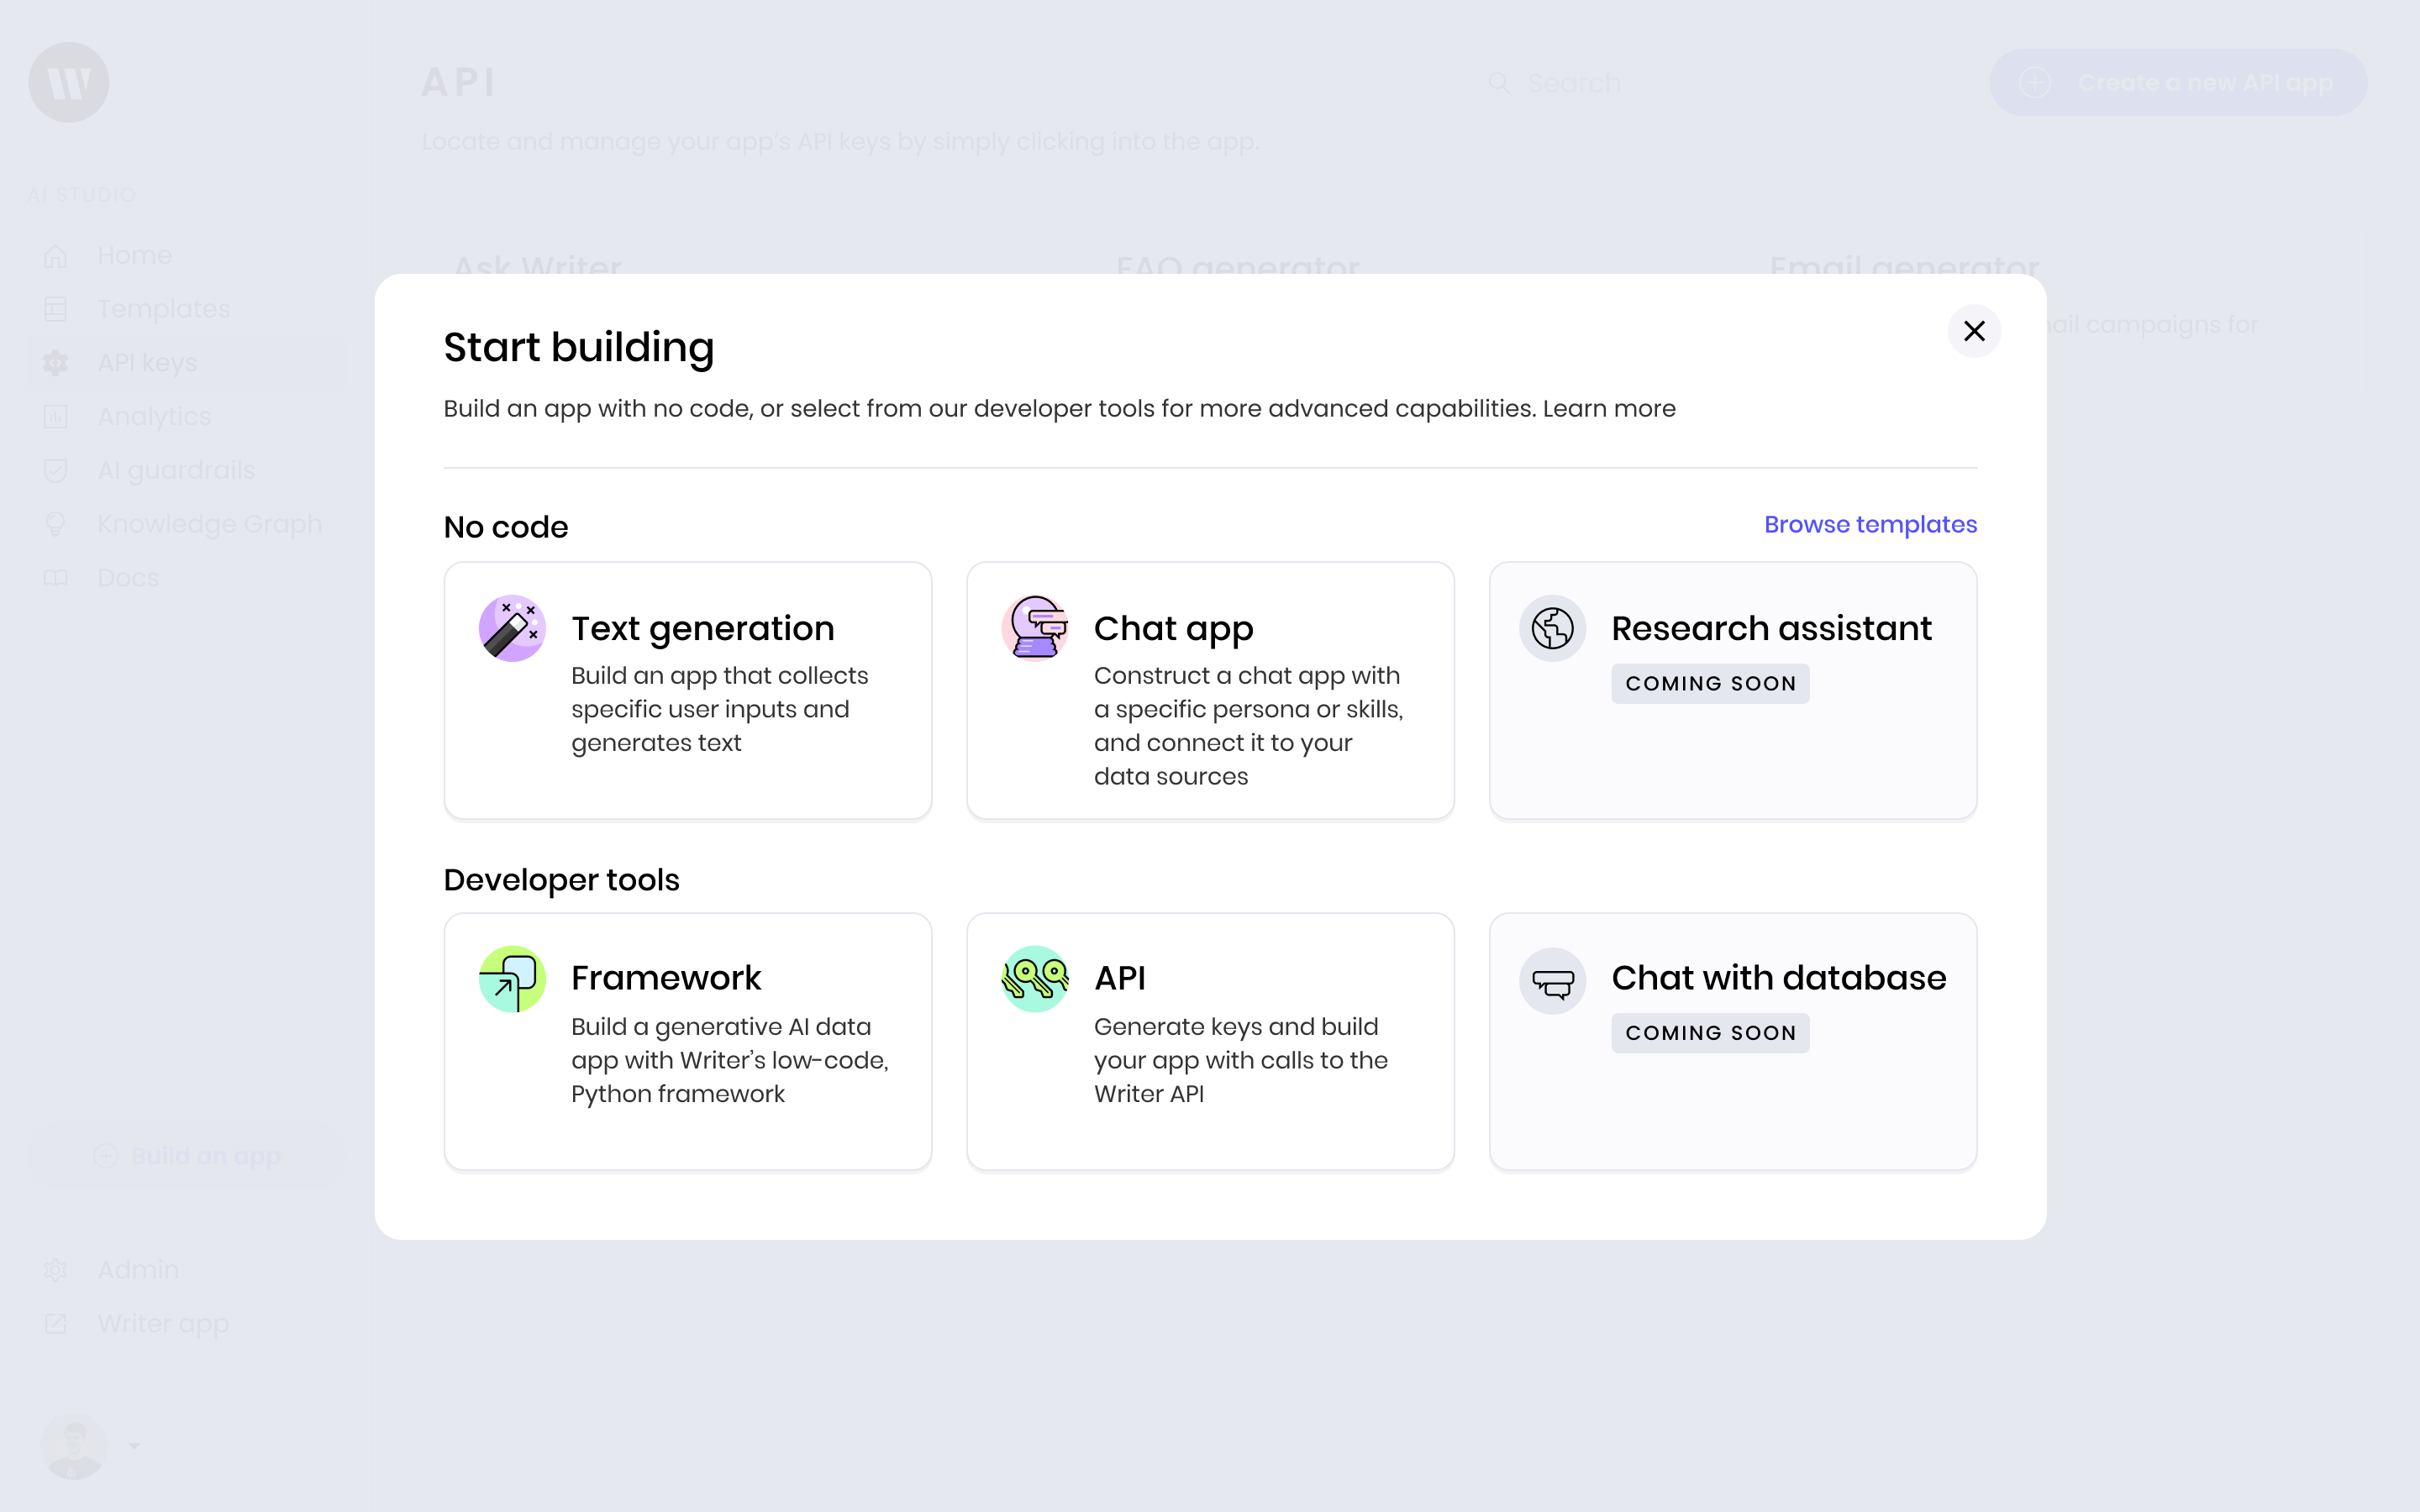 API
Search
Create a new API app
Locate and manage your app's API keys by simply clicking into the app.
AI STUDIO
Home
Templates
API keys
Analytics
AI guardrails
Knowledge Graph
Docs
Build an app
Admin
Writer app
Ask Writer
FAQ generator
Email generator
campaigns for
Start building
Build an app with no code, or select from our developer tools for more advanced capabilities. Learn more
No code
Browse templates
Text generation
Build an app that collects
specific user inputs and
generates text
Chat app
Construct a chat app with
a specific persona or skills,
and connect it to your
data sources
Research assistant
COMING SOON
Developer tools
Framework
Build a generative AI data
app with Writer’s low-code,
Python framework
API
Generate keys and build
your app with calls to the
Writer API
Chat with database
COMING SOON